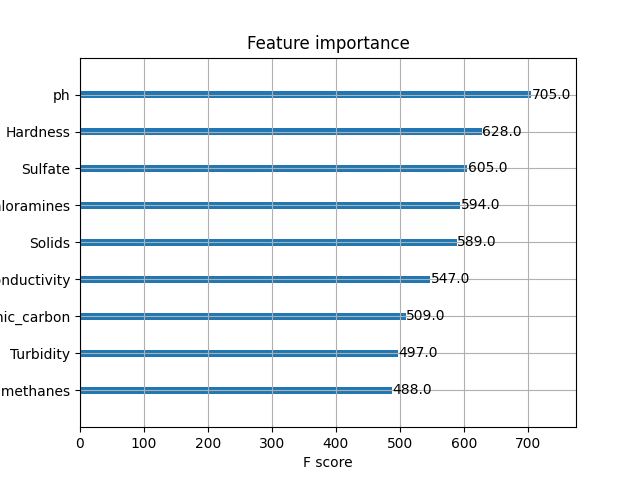 Feature importance
ph 705.0
Hardness 628.0
Sulfate 605.0
loramines 594.0
Solids 589.0
nductivity 547.0
nic_carbon 509.0
Turbidity 497.0
methanes 488.0
0 100 200 300 400 500 600 700
F score